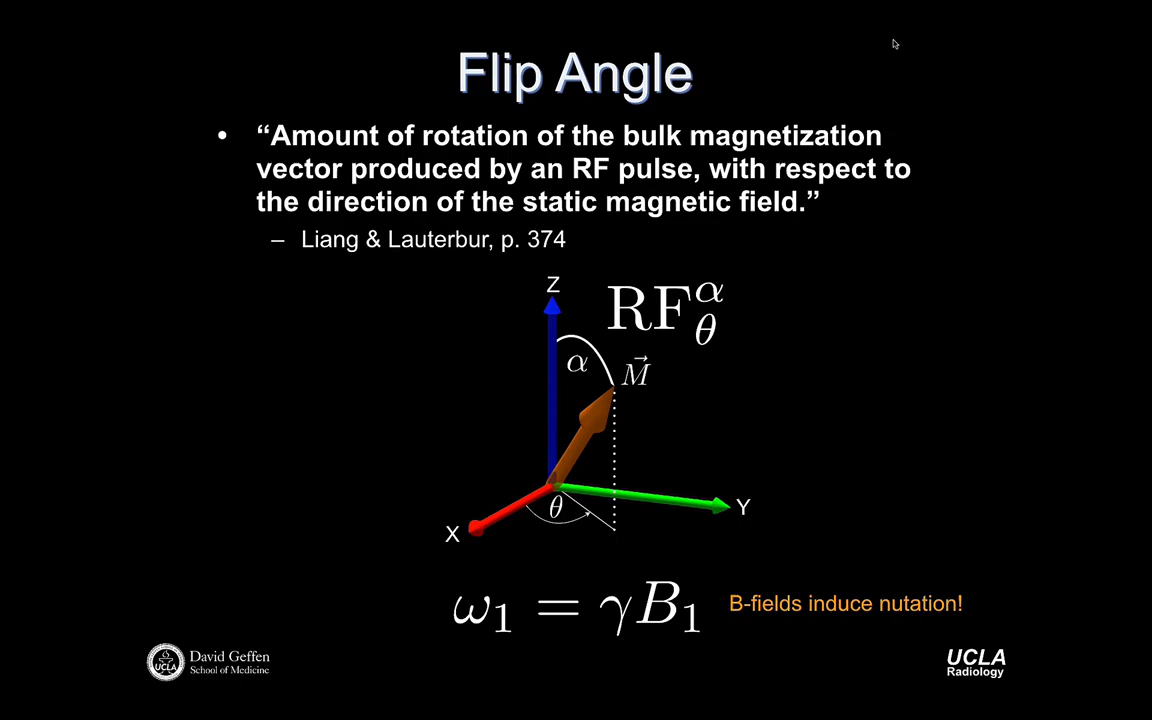 Flip Angle
• “Amount of rotation of the bulk magnetization
vector produced by an RF pulse, with respect to
the direction of the static magnetic field.”
– Liang & Lauterbur, p. 374
Z
RF^α_θ
α
M⃗
θ
Y
X
ω₁ = γB₁
B-fields induce nutation!
UCLA
David Geffen
School of Medicine
UCLA
Radiology